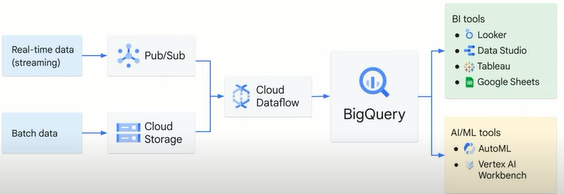 Real-time data
(streaming)
Pub/Sub
Batch data
Cloud
Storage
Cloud
Dataflow
BigQuery
BI tools
Looker
Data Studio
Tableau
Google Sheets
AI/ML tools
AutoML
Vertex AI
Workbench